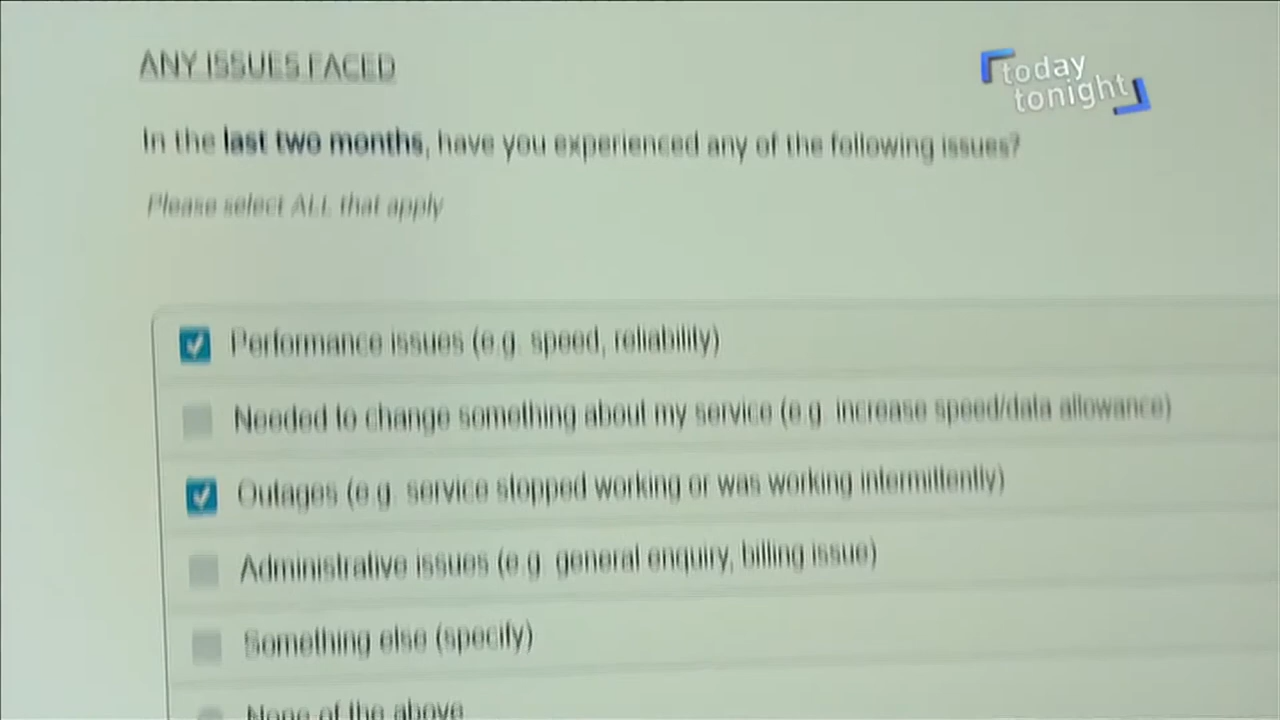 ANY ISSUES FACED
today
tonight
In the last two months, have you experienced any of the following issues?
Please select ALL that apply
Performance issues (e.g. speed, reliability)
Needed to change something about my service (e.g. increase speed/data allowance)
Outages (e.g. service stopped working or was working intermittently)
Administrative issues (e.g. general enquiry, billing issue)
Something else (specify)
None of the above